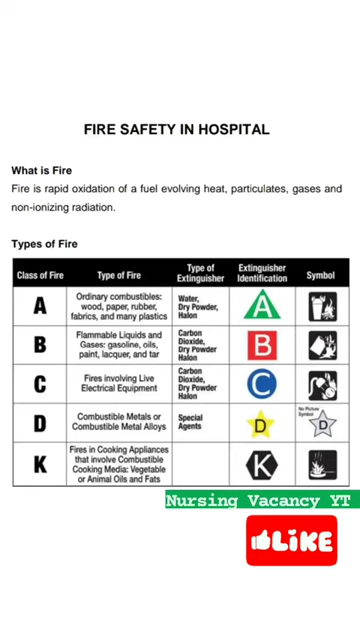 FIRE SAFETY IN HOSPITAL
What is Fire
Fire is rapid oxidation of a fuel evolving heat, particulates, gases and
non-ionizing radiation.
Types of Fire
Class of Fire
Type of Fire
Type of
Extinguisher
Extinguisher
Identification
Symbol
A
Ordinary combustibles:
wood, paper, rubber,
fabrics, and many plastics
Water,
Dry Powder,
Halon
A
B
Flammable Liquids and
Gases: gasoline, oils,
paint, lacquer, and tar
Carbon
Dioxide,
Dry Powder
Halon
B
C
Fires involving Live
Electrical Equipment
Carbon
Dioxide,
Dry Powder
Halon
C
D
Combustible Metals or
Combustible Metal Alloys
Special
Agents
D
No Picture
Symbol
D
K
Fires in Cooking Appliances
that involve Combustible
Cooking Media: Vegetable
or Animal Oils and Fats
K
Nursing Vacancy YT
LIKE